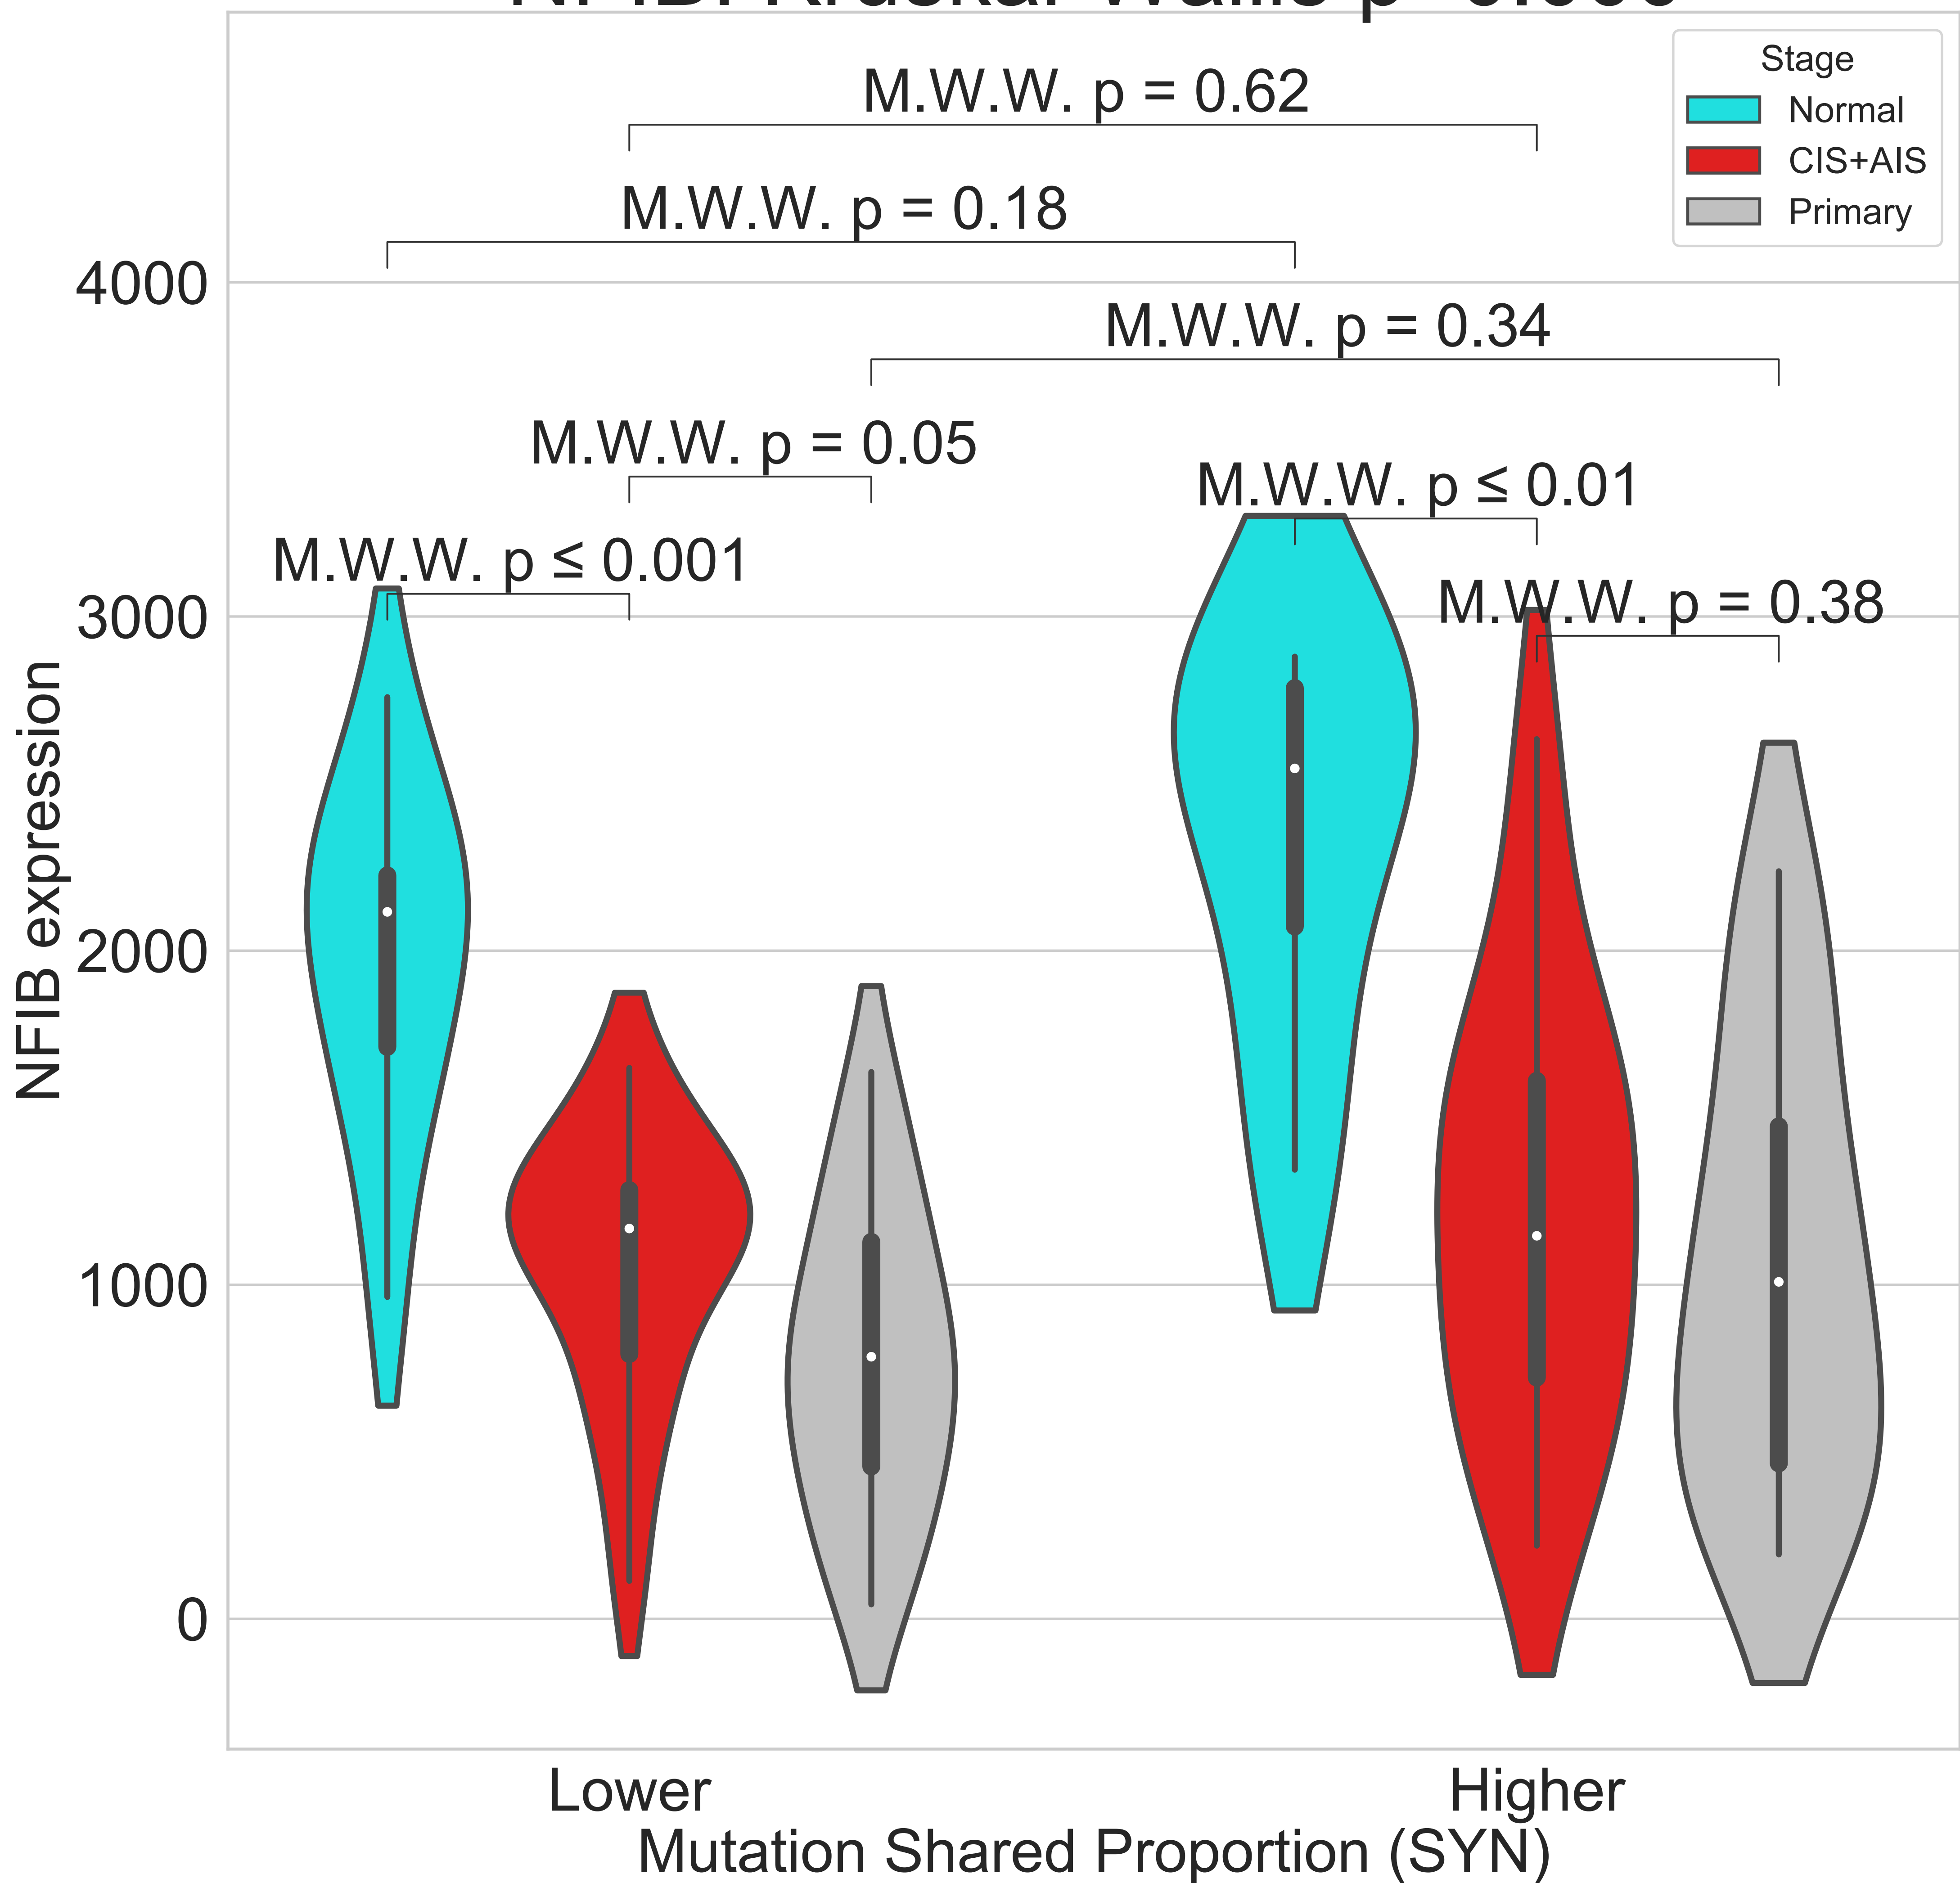 Stage
Normal
CIS+AIS
Primary
M.W.W. p = 0.62
M.W.W. p = 0.18
M.W.W. p = 0.34
M.W.W. p = 0.05
M.W.W. p ≤ 0.01
M.W.W. p ≤ 0.001
M.W.W. p = 0.38
4000
3000
2000
1000
0
NFIB expression
Lower
Higher
Mutation Shared Proportion (SYN)